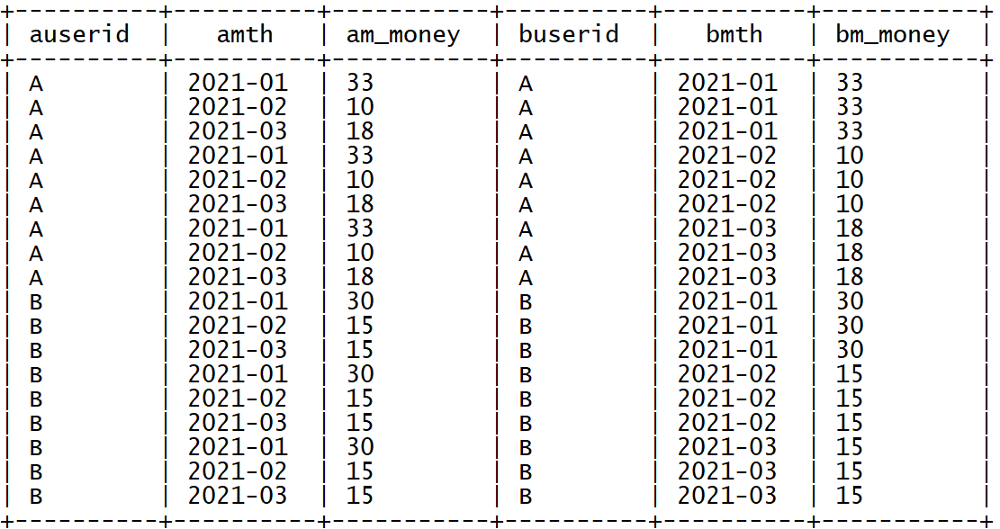 +----------+----------+-----------+----------+----------+-----------+
| auserid | amth | am_money | buserid | bmth | bm_money |
+----------+----------+-----------+----------+----------+-----------+
| A | 2021-01 | 33 | A | 2021-01 | 33 |
| A | 2021-02 | 10 | A | 2021-01 | 33 |
| A | 2021-03 | 18 | A | 2021-01 | 33 |
| A | 2021-01 | 33 | A | 2021-02 | 10 |
| A | 2021-02 | 10 | A | 2021-02 | 10 |
| A | 2021-03 | 18 | A | 2021-02 | 10 |
| A | 2021-01 | 33 | A | 2021-03 | 18 |
| A | 2021-02 | 10 | A | 2021-03 | 18 |
| A | 2021-03 | 18 | A | 2021-03 | 18 |
| B | 2021-01 | 30 | B | 2021-01 | 30 |
| B | 2021-02 | 15 | B | 2021-01 | 30 |
| B | 2021-03 | 15 | B | 2021-01 | 30 |
| B | 2021-01 | 30 | B | 2021-02 | 15 |
| B | 2021-02 | 15 | B | 2021-02 | 15 |
| B | 2021-03 | 15 | B | 2021-02 | 15 |
| B | 2021-01 | 30 | B | 2021-03 | 15 |
| B | 2021-02 | 15 | B | 2021-03 | 15 |
| B | 2021-03 | 15 | B | 2021-03 | 15 |
+----------+----------+-----------+----------+----------+-----------+